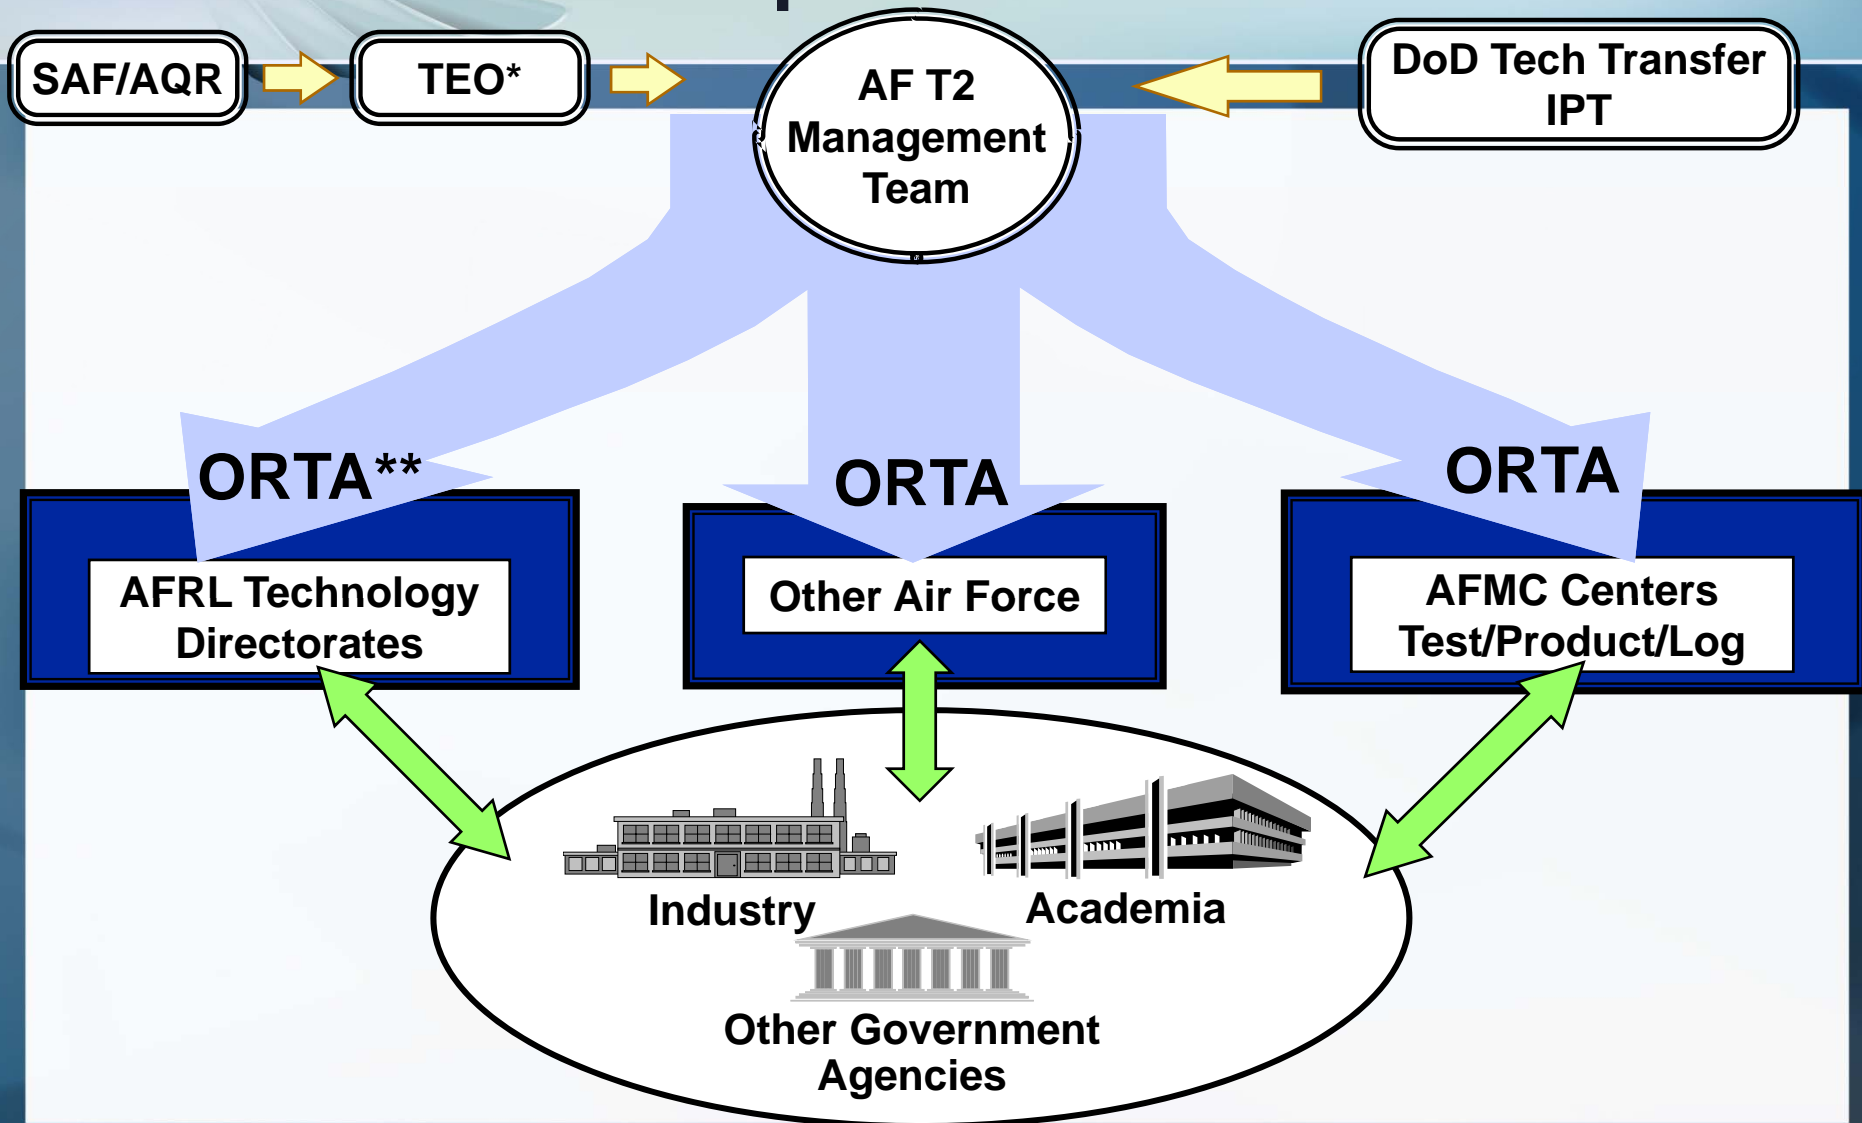 SAF/AQR
TEO*
AF T2
Management
Team
DoD Tech Transfer
IPT
ORTA**
ORTA
ORTA
AFRL Technology
Directorates
Other Air Force
AFMC Centers
Test/Product/Log
Industry
Academia
Other Government
Agencies